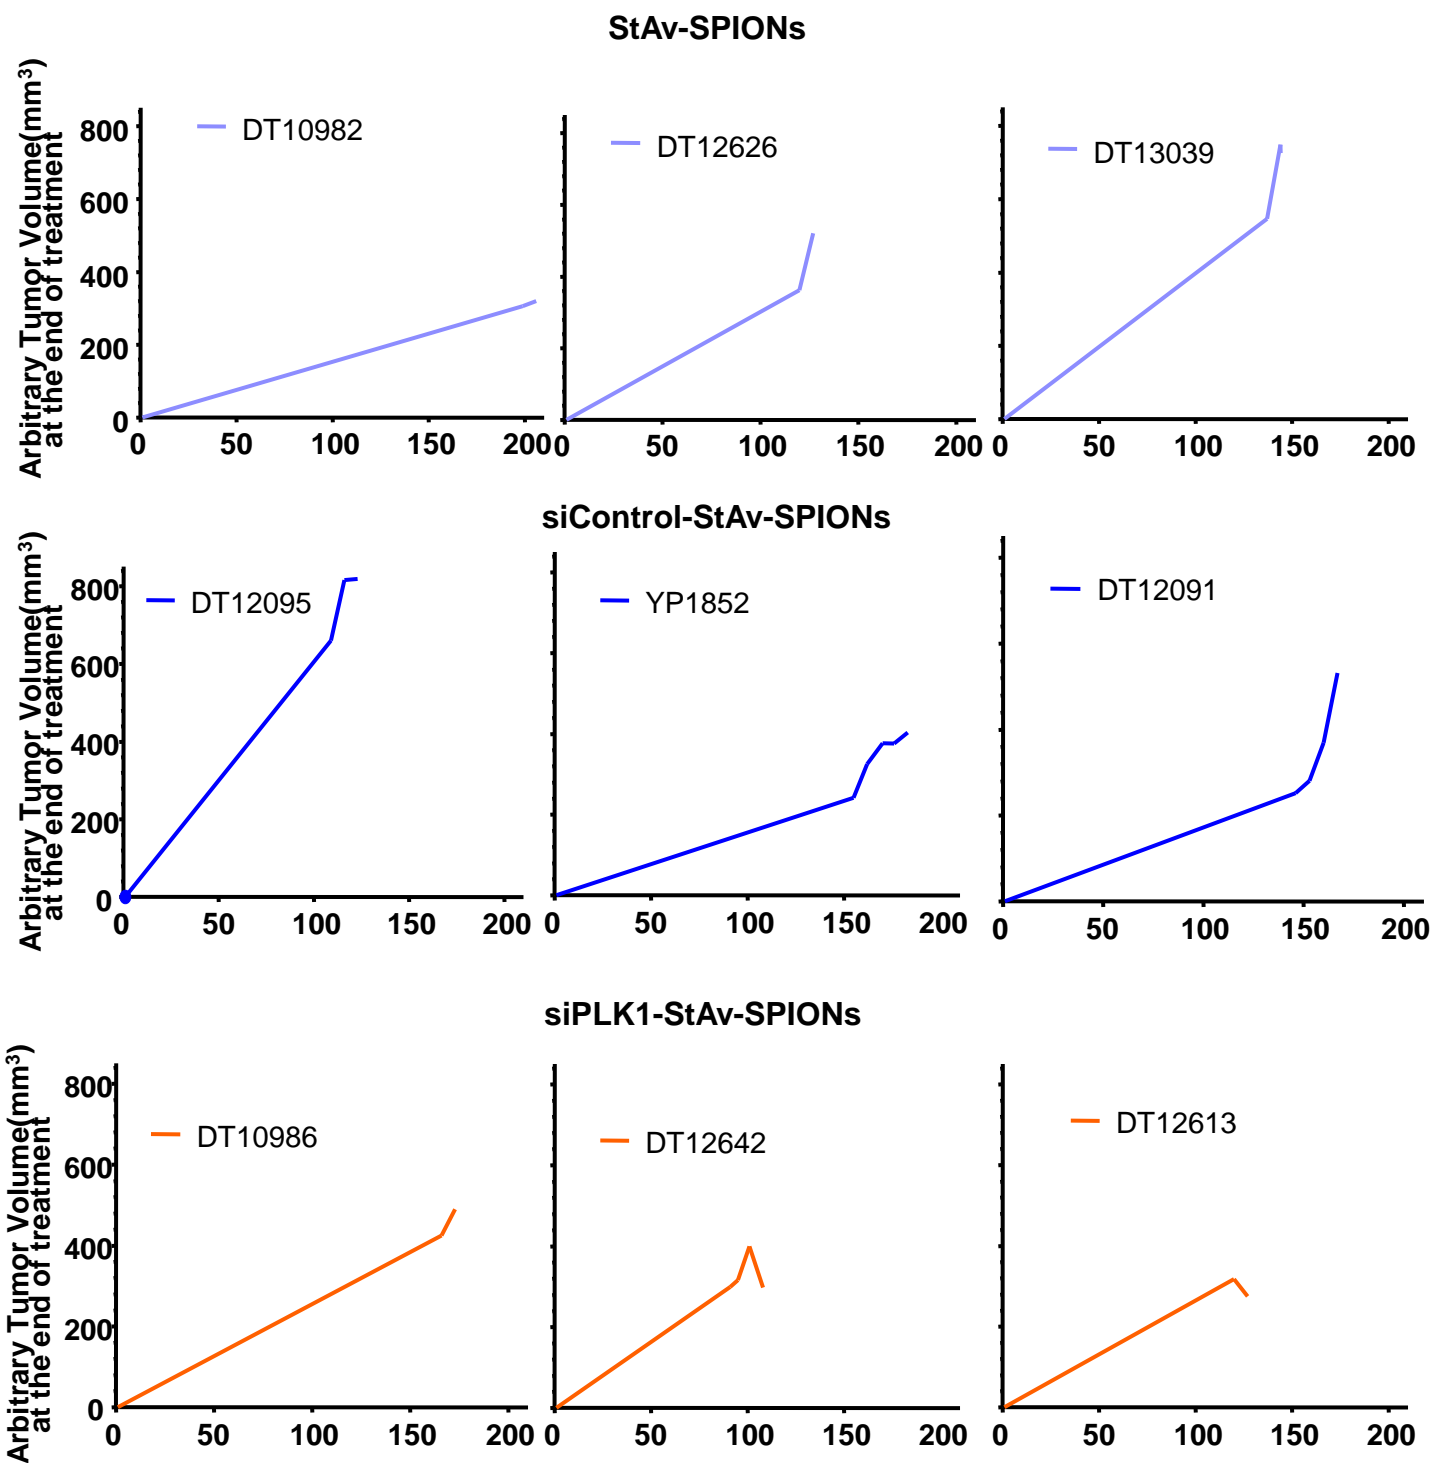 StAv-SPIONs
Arbitrary Tumor Volume(mm³)
at the end of treatment
800
600
400
200
0
DT10982
0 50 100 150 200
DT12626
0 50 100 150 200
DT13039
0 50 100 150 200
siControl-StAv-SPIONs
Arbitrary Tumor Volume(mm³)
at the end of treatment
800
600
400
200
0
DT12095
0 50 100 150 200
YP1852
0 50 100 150 200
DT12091
0 50 100 150 200
siPLK1-StAv-SPIONs
Arbitrary Tumor Volume(mm³)
at the end of treatment
800
600
400
200
0
DT10986
0 50 100 150 200
DT12642
0 50 100 150 200
DT12613
0 50 100 150 200